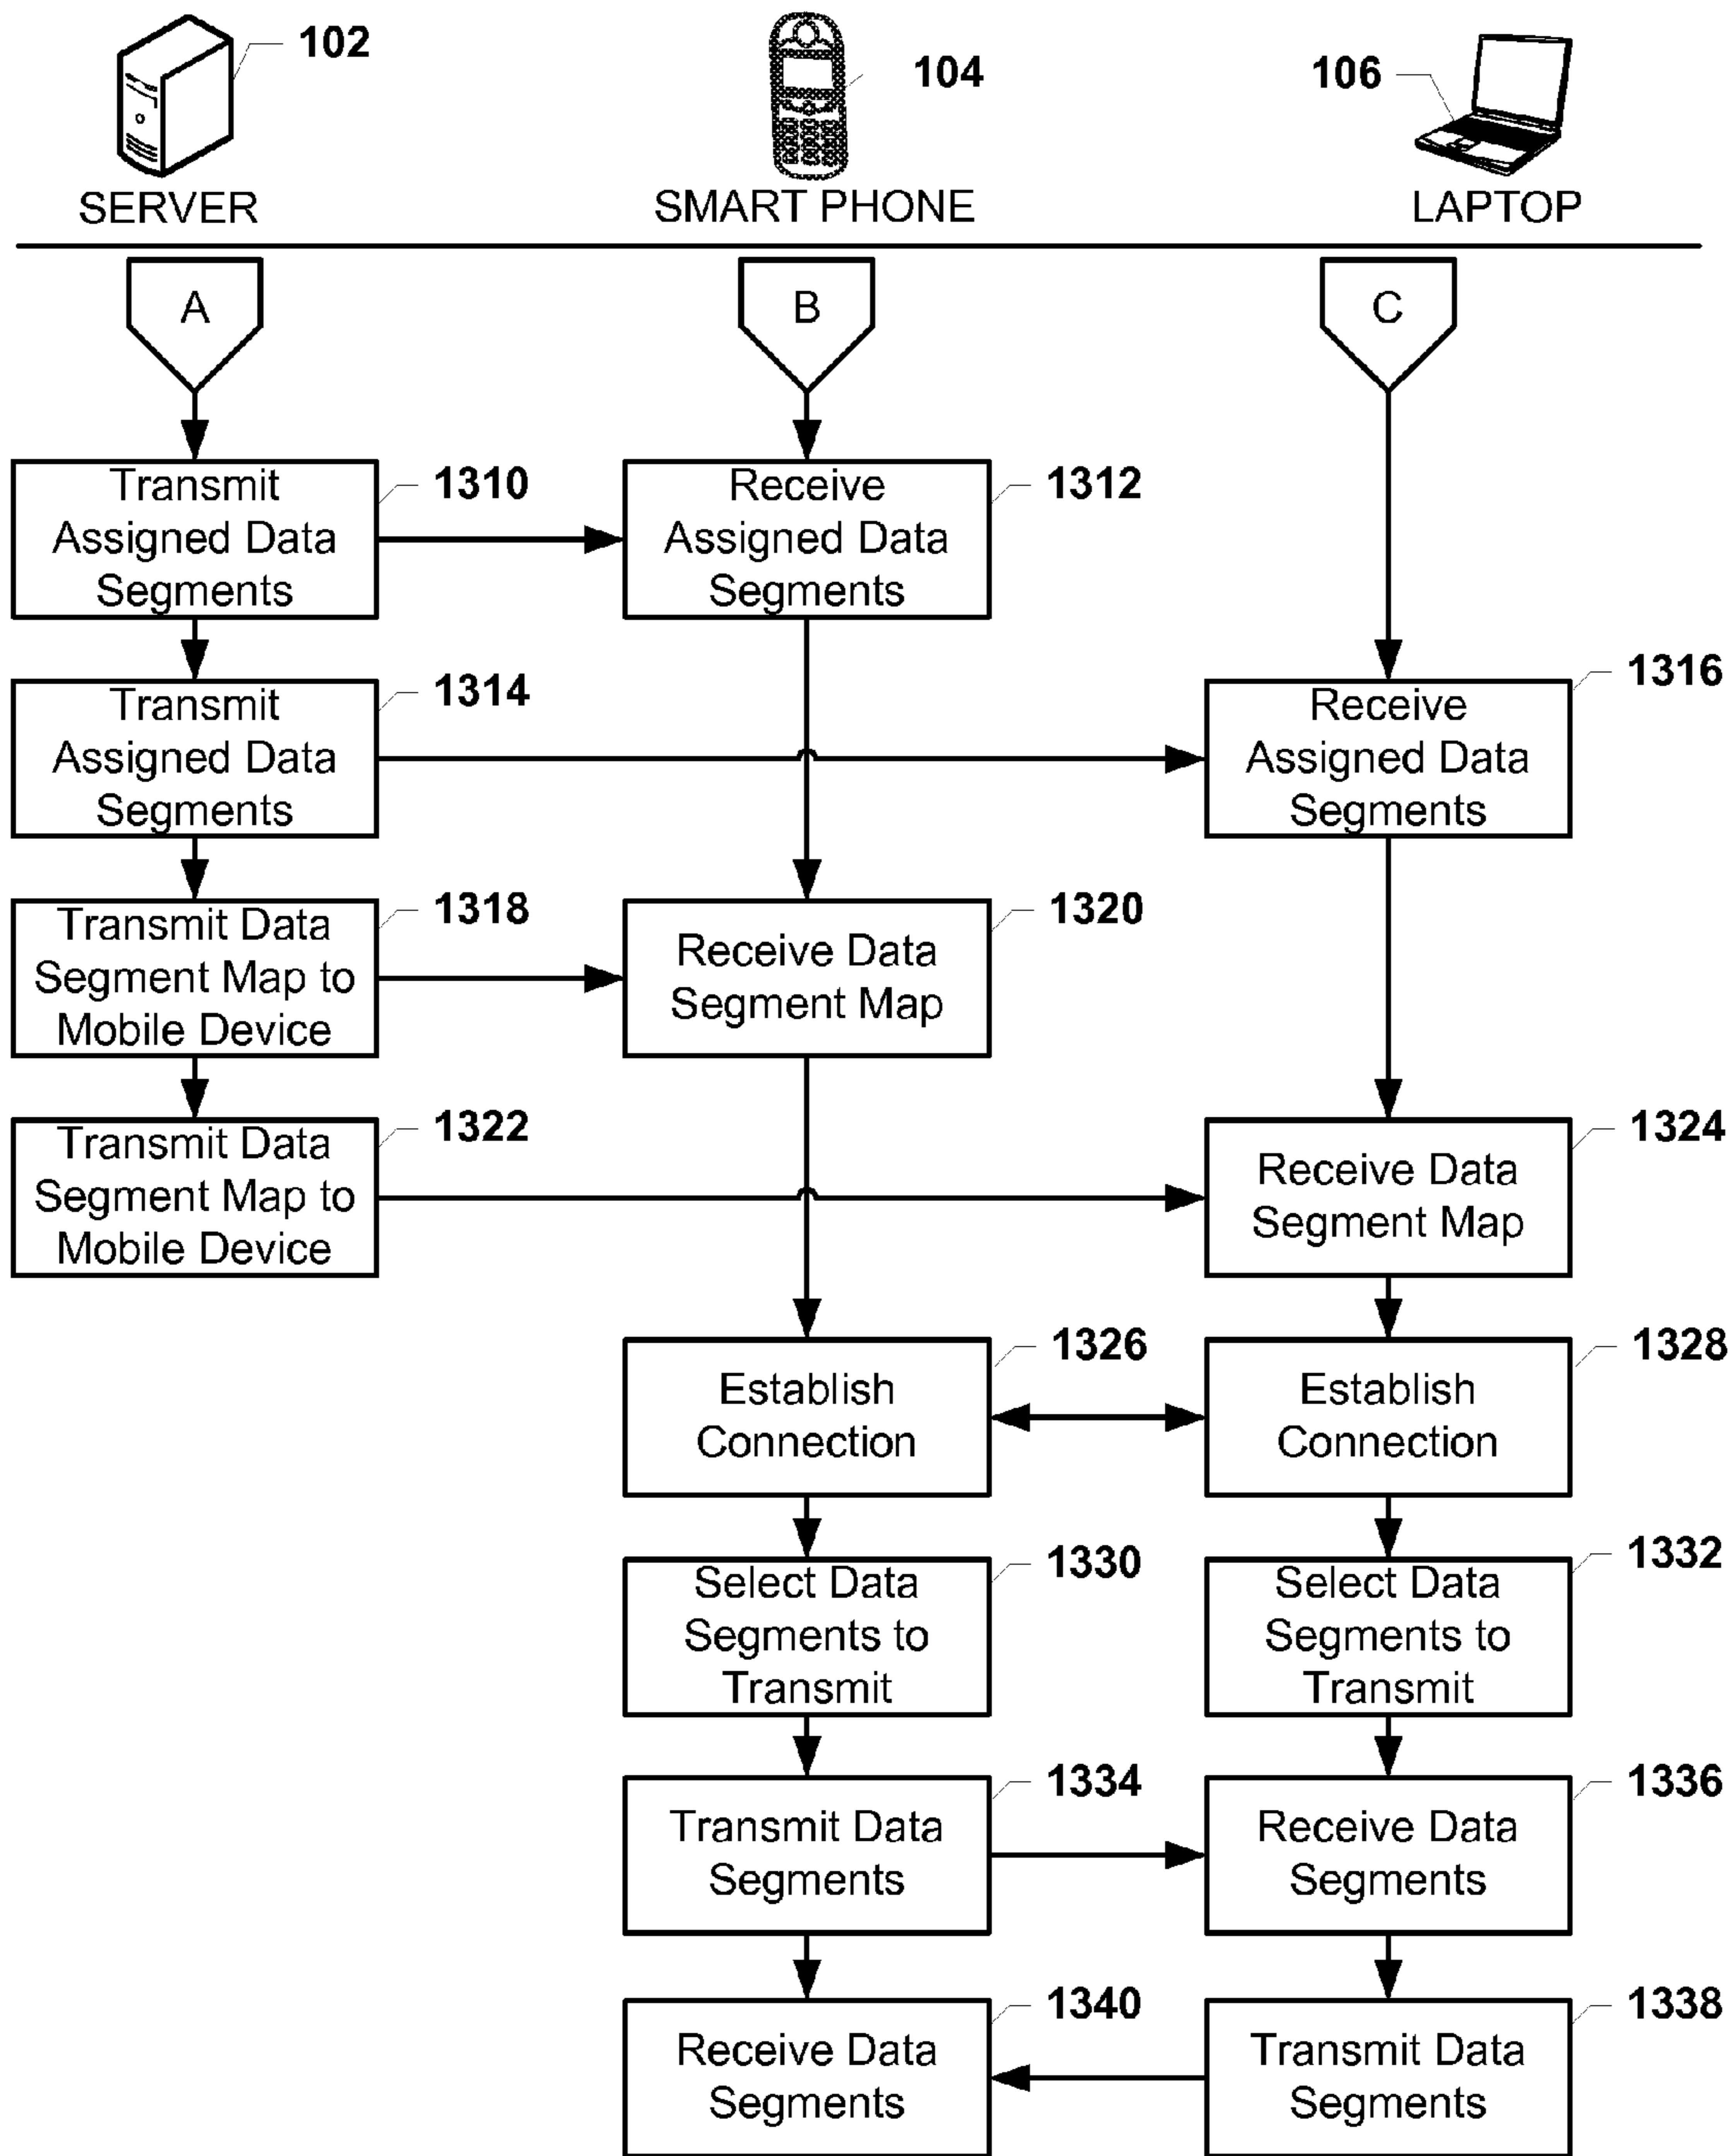 102
104
106
SERVER
SMART PHONE
LAPTOP
A
B
C
Transmit
Assigned Data
Segments
1310
Receive
Assigned Data
Segments
1312
Transmit
Assigned Data
Segments
1314
Receive
Assigned Data
Segments
1316
Transmit Data
Segment Map to
Mobile Device
1318
Receive Data
Segment Map
1320
Transmit Data
Segment Map to
Mobile Device
1322
Receive Data
Segment Map
1324
Establish
Connection
1326
Establish
Connection
1328
Select Data
Segments to
Transmit
1330
Select Data
Segments to
Transmit
1332
Transmit Data
Segments
1334
Receive Data
Segments
1336
Receive Data
Segments
1340
Transmit Data
Segments
1338